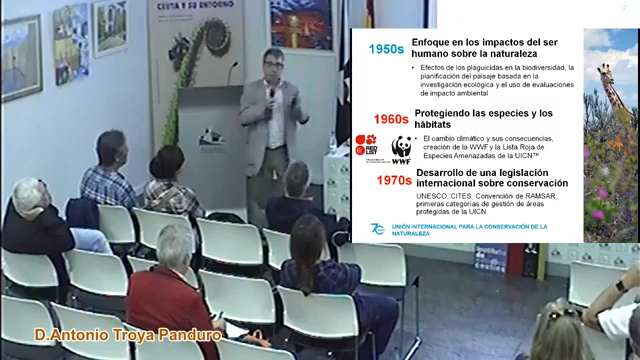 CEUTA Y SU ENTORNO
1950s
Enfoque en los impactos del ser
humano sobre la naturaleza
• Efectos de los plaguicidas en la biodiversidad, la
planificación del paisaje basada en la
investigación ecológica y el uso de evaluaciones
de impacto ambiental
1960s
Protegiendo las especies y los
hábitats
• El cambio climático y sus consecuencias,
creación de la WWF y la Lista Roja de
Especies Amenazadas de la UICN™
RED
LIST
WWF
1970s
Desarrollo de una legislación
internacional sobre conservación
UNESCO, CITES, Convención de RAMSAR,
primeras categorías de gestión de áreas
protegidas de la UICN
UNIÓN INTERNACIONAL PARA LA CONSERVACIÓN DE LA
NATURALEZA
D.Antonio Troya Panduro